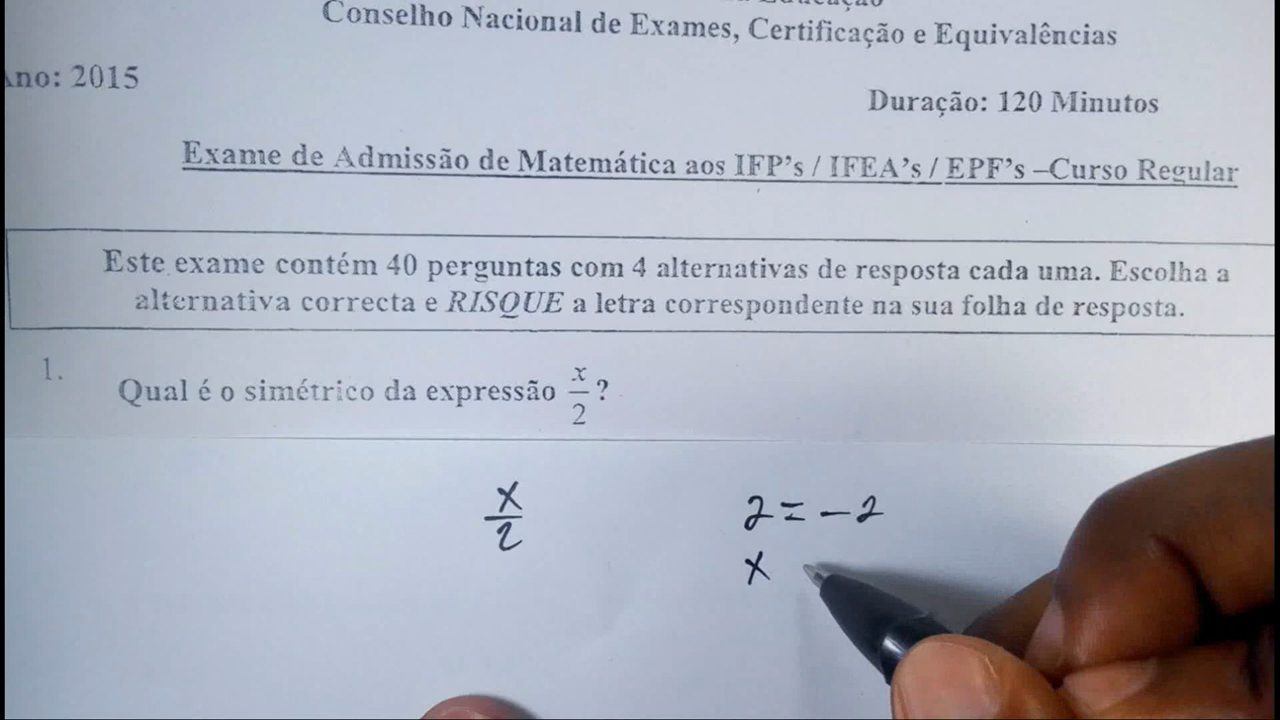 Conselho Nacional de Exames, Certificação e Equivalências
Ano: 2015
Duração: 120 Minutos
Exame de Admissão de Matemática aos IFP's / IFEA's / EPF's –Curso Regular
Este exame contém 40 perguntas com 4 alternativas de resposta cada uma. Escolha a
alternativa correcta e RISQUE a letra correspondente na sua folha de resposta.
1. Qual é o simétrico da expressão x/2?
x/2
2 = -2
x